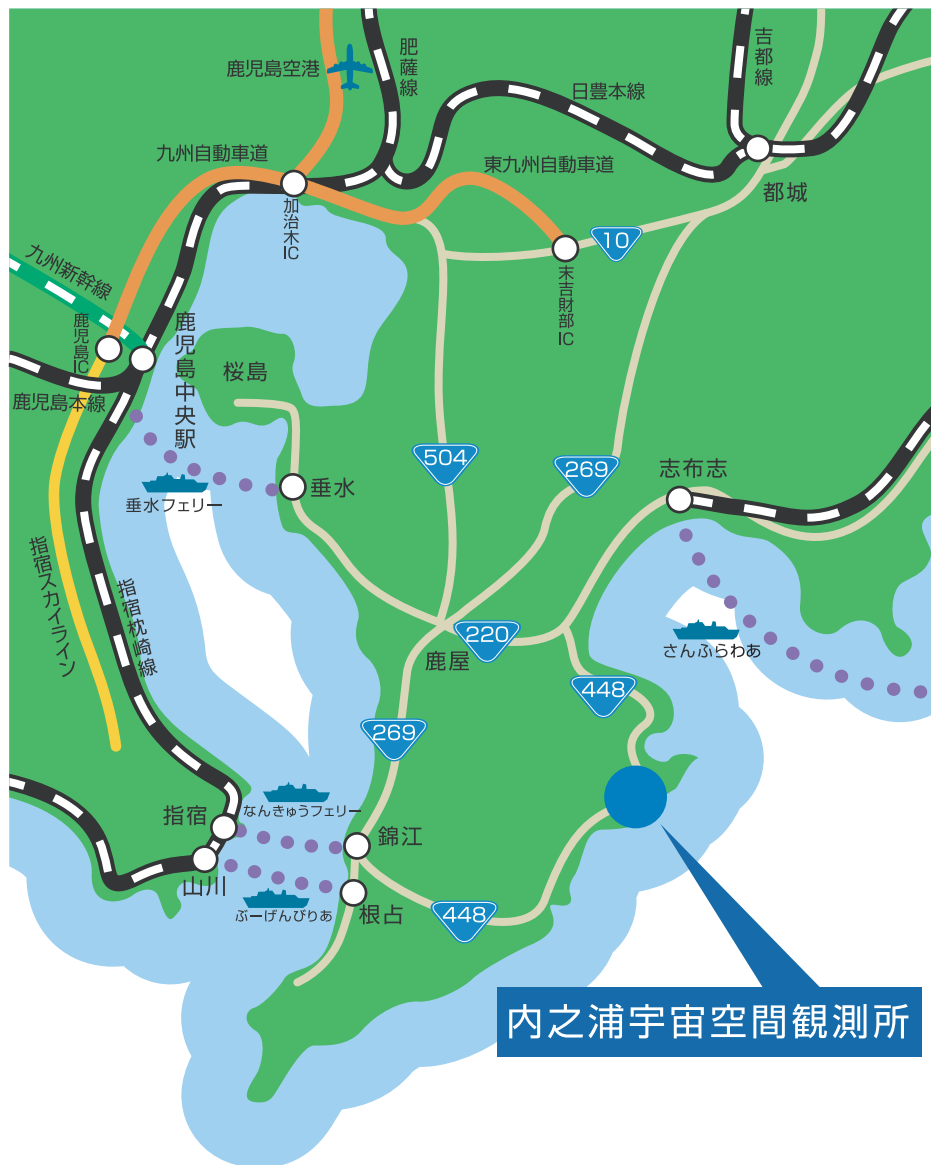 吉都線
肥薩線
鹿児島空港
日豊本線
九州自動車道
東九州自動車道
都城
加治木IC
10
九州新幹線
末吉財部IC
鹿児島IC
鹿児島中央駅
桜島
鹿児島本線
504
269
志布志
垂水
垂水フェリー
指宿スカイライン
指宿枕崎線
220
さんふらわあ
鹿屋
448
269
なんきゅうフェリー
指宿
錦江
山川
ぶーげんびりあ
根占
448
内之浦宇宙空間観測所